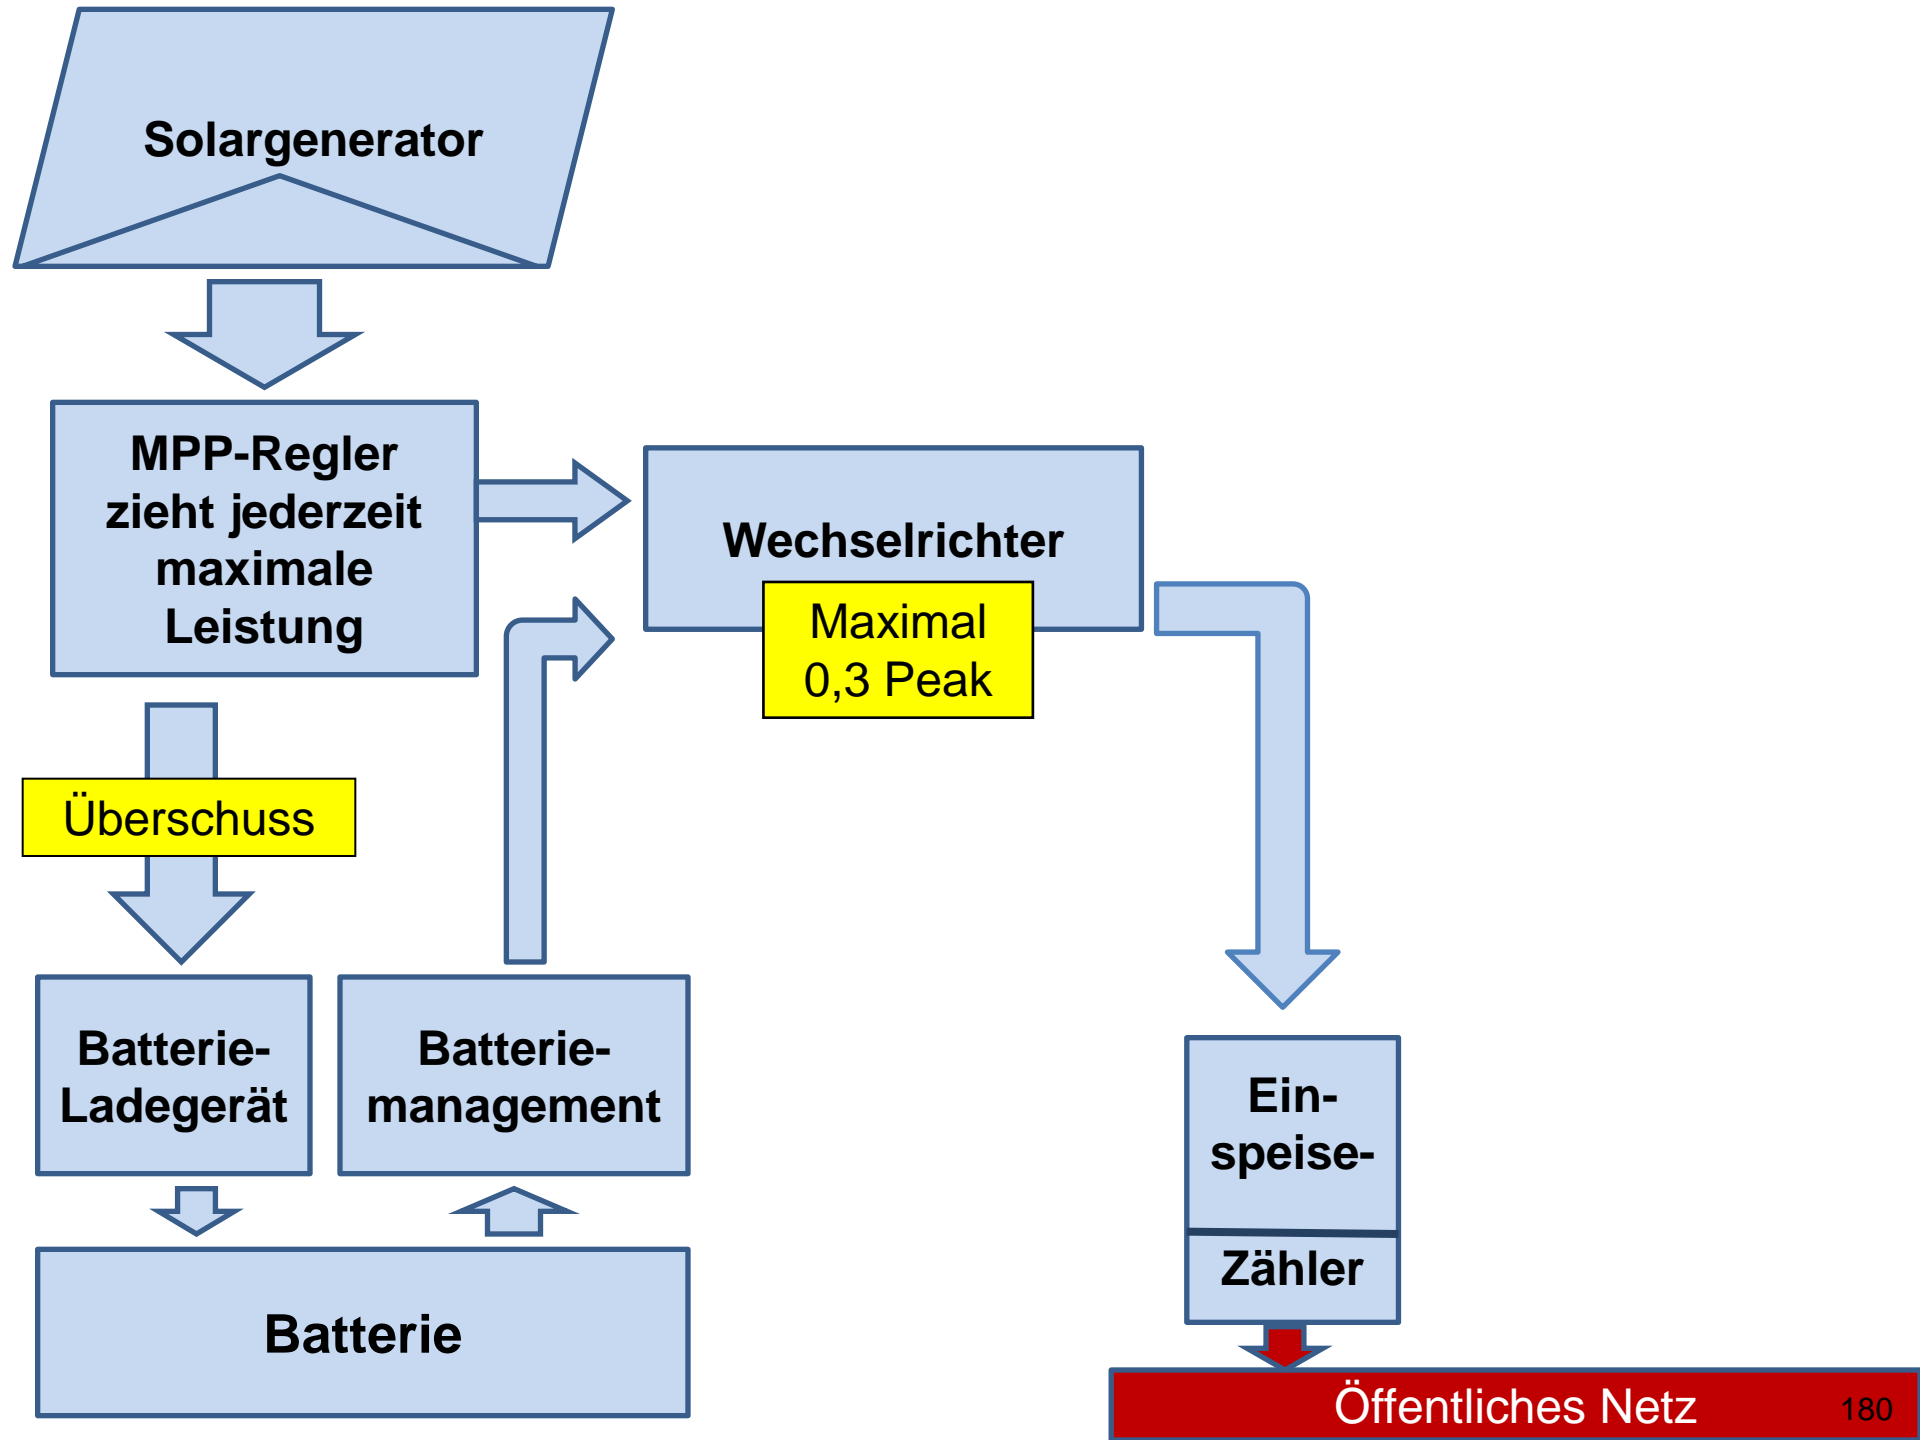 Solargenerator
MPP-Regler
zieht jederzeit
maximale
Leistung
Wechselrichter
Maximal
0,3 Peak
Überschuss
Batterie-
Ladegerät
Batterie-
management
Batterie
Ein-
speise-
Zähler
Öffentliches Netz
180